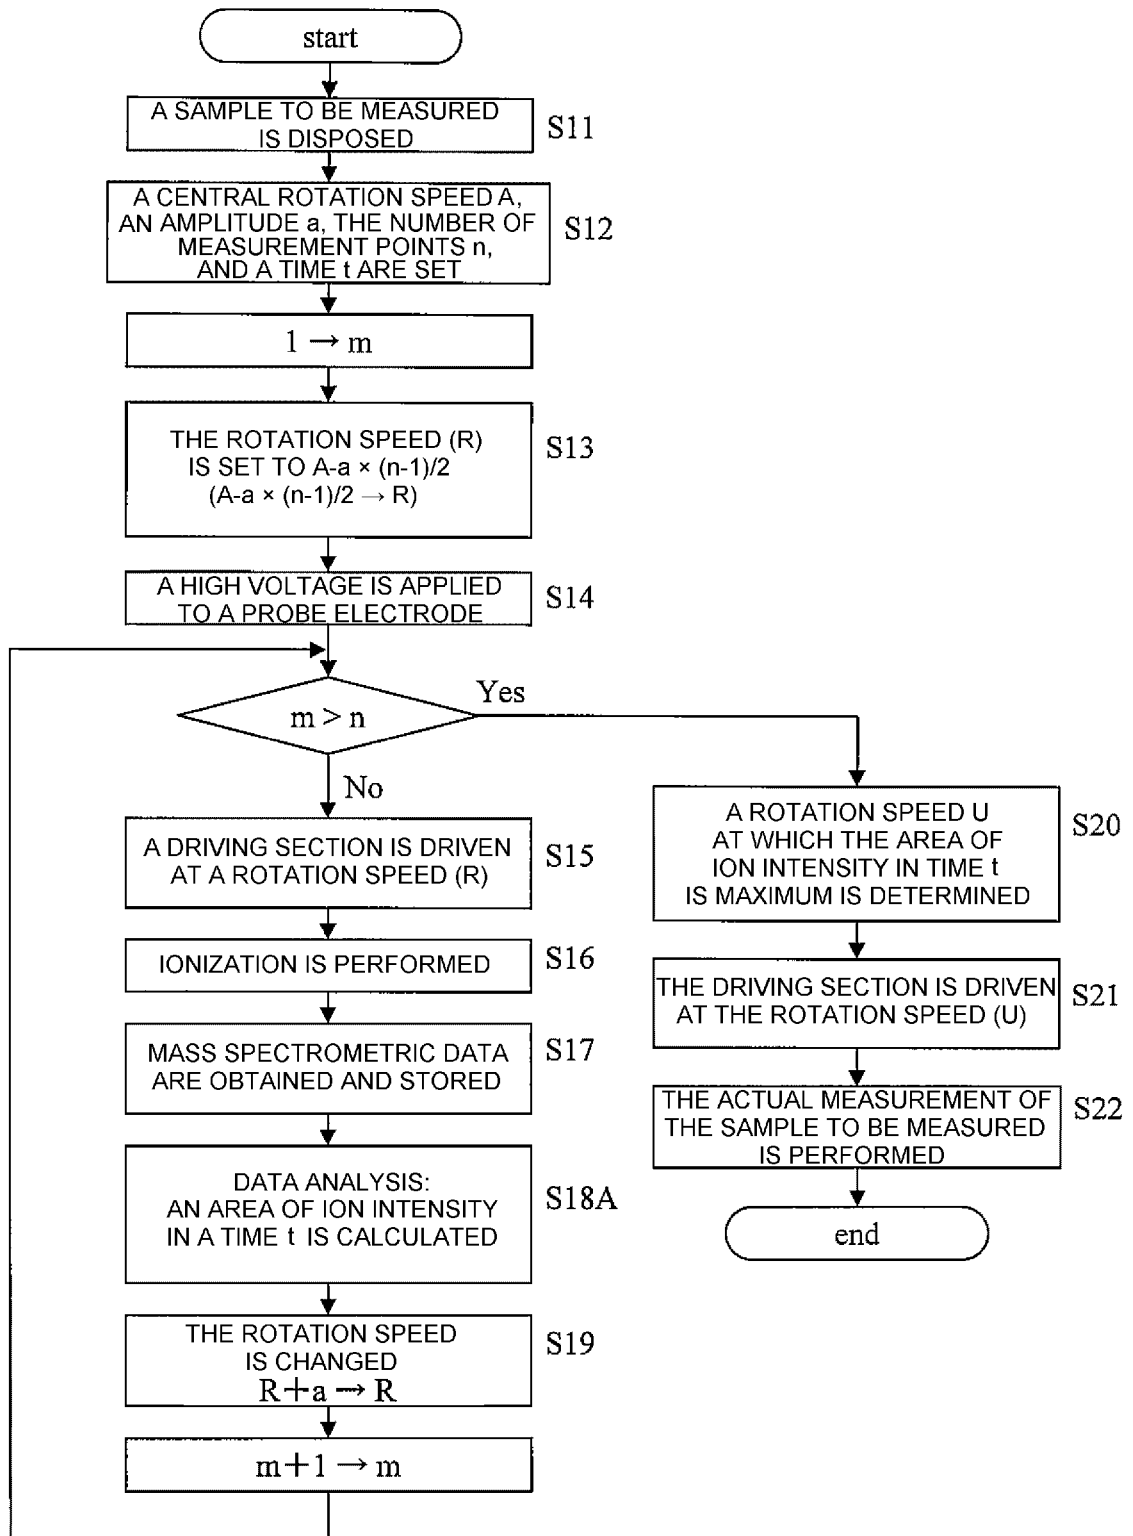 start
A SAMPLE TO BE MEASURED
IS DISPOSED
S11
A CENTRAL ROTATION SPEED A,
AN AMPLITUDE a, THE NUMBER OF
MEASUREMENT POINTS n,
AND A TIME t ARE SET
S12
1 → m
THE ROTATION SPEED (R)
IS SET TO A-a × (n-1)/2
(A-a × (n-1)/2 → R)
S13
A HIGH VOLTAGE IS APPLIED
TO A PROBE ELECTRODE
S14
m > n
Yes
No
A DRIVING SECTION IS DRIVEN
AT A ROTATION SPEED (R)
S15
IONIZATION IS PERFORMED
S16
MASS SPECTROMETRIC DATA
ARE OBTAINED AND STORED
S17
DATA ANALYSIS:
AN AREA OF ION INTENSITY
IN A TIME t IS CALCULATED
S18A
THE ROTATION SPEED
IS CHANGED
R+a → R
S19
m+1 → m
A ROTATION SPEED U
AT WHICH THE AREA OF
ION INTENSITY IN TIME t
IS MAXIMUM IS DETERMINED
S20
THE DRIVING SECTION IS DRIVEN
AT THE ROTATION SPEED (U)
S21
THE ACTUAL MEASUREMENT OF
THE SAMPLE TO BE MEASURED
IS PERFORMED
S22
end